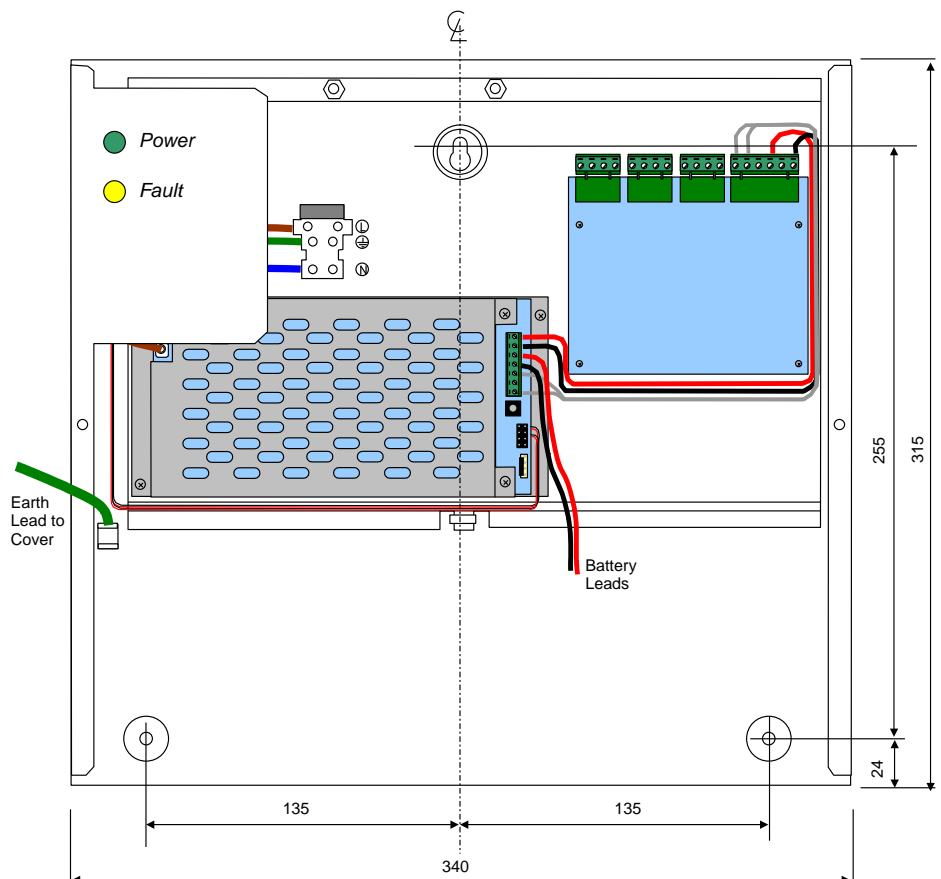 ℄
Power
Fault
L
N
Earth
Lead to
Cover
Battery
Leads
255
315
24
135
135
340